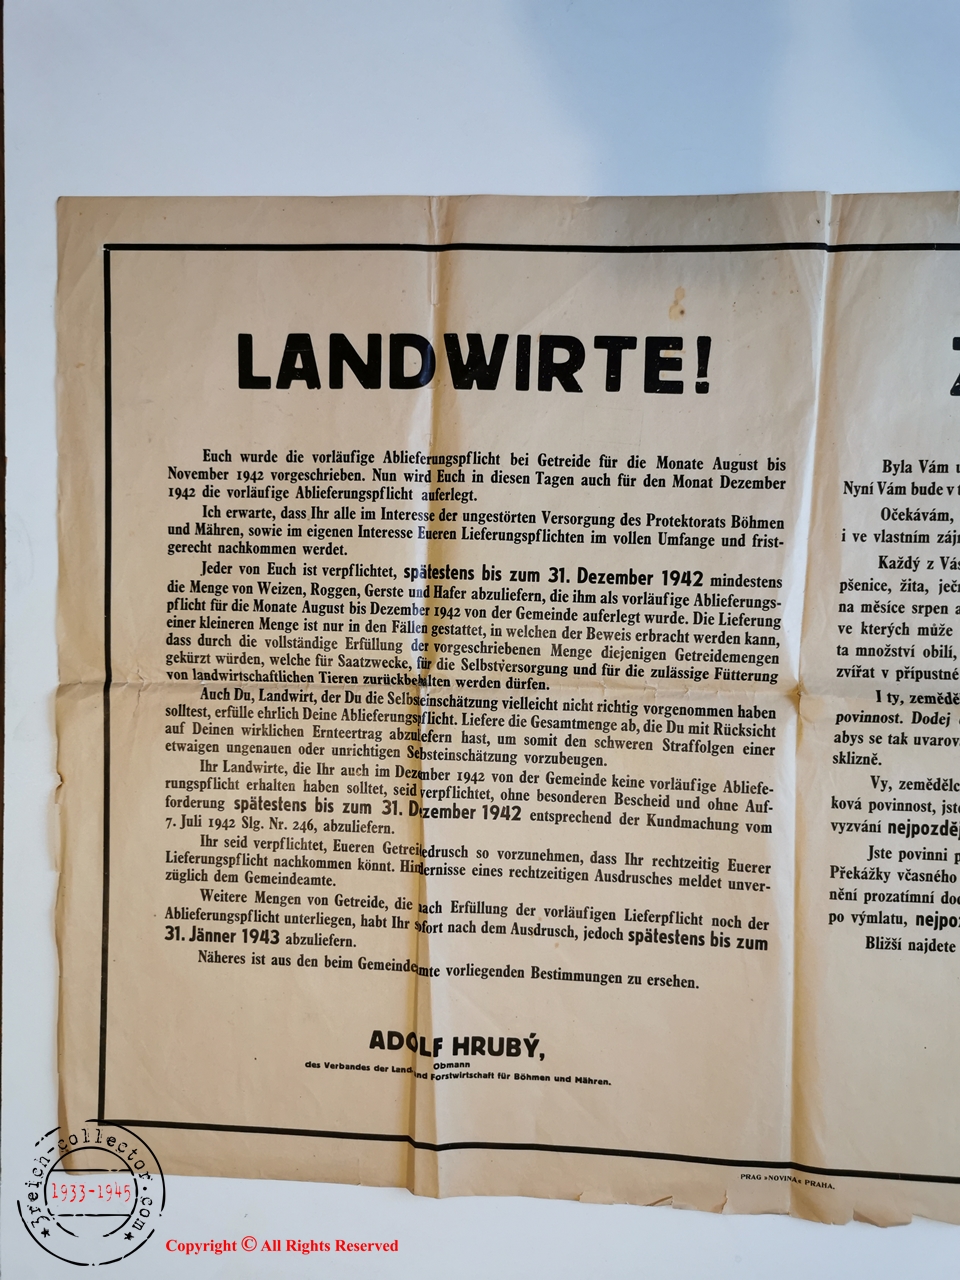 LANDWIRTE!
Euch wurde die vorläufige Ablieferungspflicht bei Getreide für die Monate August bis
November 1942 vorgeschrieben. Nun wird Euch in diesen Tagen auch für den Monat Dezember
1942 die vorläufige Ablieferungspflicht auferlegt.
Ich erwarte, dass Ihr alle im Interesse der ungestörten Versorgung des Protektorats Böhmen
und Mähren, sowie im eigenen Interesse Eueren Lieferungspflichten im vollen Umfange und frist-
gerecht nachkommen werdet.
Jeder von Euch ist verpflichtet, spätestens bis zum 31. Dezember 1942 mindestens
die Menge von Weizen, Roggen, Gerste und Hafer abzuliefern, die ihm als vorläufige Ablieferungs-
pflicht für die Monate August bis Dezember 1942 von der Gemeinde auferlegt wurde. Die Lieferung
einer kleineren Menge ist nur in den Fällen gestattet, in welchen der Beweis erbracht werden kann,
dass durch die vollständige Erfüllung der vorgeschriebenen Menge diejenigen Getreidemengen
gekürzt würden, welche für Saatzwecke, für die Selbstversorgung und für die zulässige Fütterung
von landwirtschaftlichen Tieren zurückbehalten werden dürfen.
Auch Du, Landwirt, der Du die Selbsteinschätzung vielleicht nicht richtig vorgenommen haben
solltest, erfülle ehrlich Deine Ablieferungspflicht. Liefere die Gesamtmenge ab, die Du mit Rücksicht
auf Deinen wirklichen Ernteertrag abzuliefern hast, um somit den schweren Straffolgen einer
etwaigen ungenauen oder unrichtigen Selbsteinschätzung vorzubeugen.
Ihr Landwirte, die Ihr auch im Dezember 1942 von der Gemeinde keine vorläufige Abliefe-
rungspflicht erhalten haben solltet, seid verpflichtet, ohne besonderen Bescheid und ohne Auf-
forderung spätestens bis zum 31. Dezember 1942 entsprechend der Kundmachung vom
7. Juli 1942 Slg. Nr. 246, abzuliefern.
Ihr seid verpflichtet, Eueren Getreidedrusch so vorzunehmen, dass Ihr rechtzeitig Euerer
Lieferungspflicht nachkommen könnt. Hindernisse eines rechtzeitigen Ausdrusches meldet unver-
züglich dem Gemeindeamte.
Weitere Mengen von Getreide, die nach Erfüllung der vorläufigen Lieferpflicht noch der
Ablieferungspflicht unterliegen, habt Ihr sofort nach dem Ausdrusch, jedoch spätestens bis zum
31. Jänner 1943 abzuliefern.
Näheres ist aus den beim Gemeindeamte vorliegenden Bestimmungen zu ersehen.
ADOLF HRUBÝ,
Obmann
des Verbandes der Land- und Forstwirtschaft für Böhmen und Mähren.
Byla Vám
Nyní Vám bude v
Očekávám,
i ve vlastním
Každý z
pšenice, žita,
na měsíce srpen
ve kterých může
ta množství obilí,
zvířat v
I ty,
povinnost. Dodej
abys se tak
sklizně.
Vy,
ková povinnost,
vyzvání
Jste povinni
Překážky včasného
nění prozatímní
po výmlatu,
Bližší najdete
PRAG »NOVINA« PRAHA.
3reich-collector.com
1933-1945
Copyright © All Rights Reserved